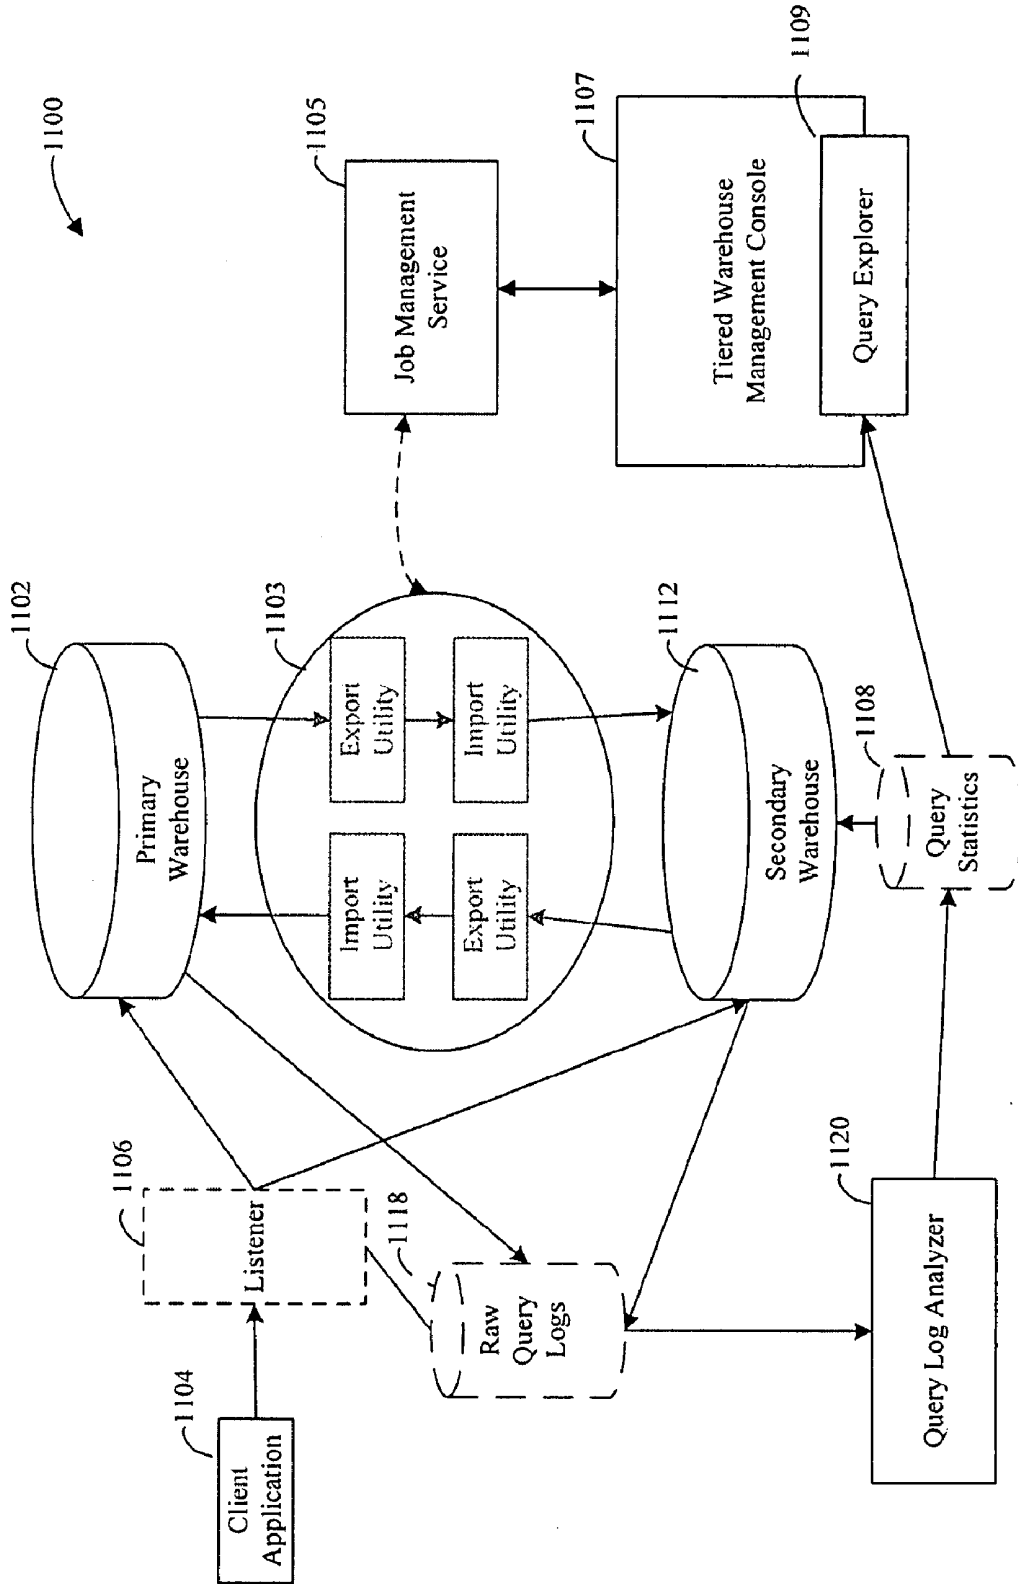 1100
1104
Client
Application
1106
Listener
1118
Raw
Query
Logs
1102
Primary
Warehouse
1103
Import
Utility
Export
Utility
Export
Utility
Import
Utility
1112
Secondary
Warehouse
1105
Job Management
Service
1107
Tiered Warehouse
Management Console
1109
Query Explorer
1108
Query
Statistics
1120
Query Log Analyzer